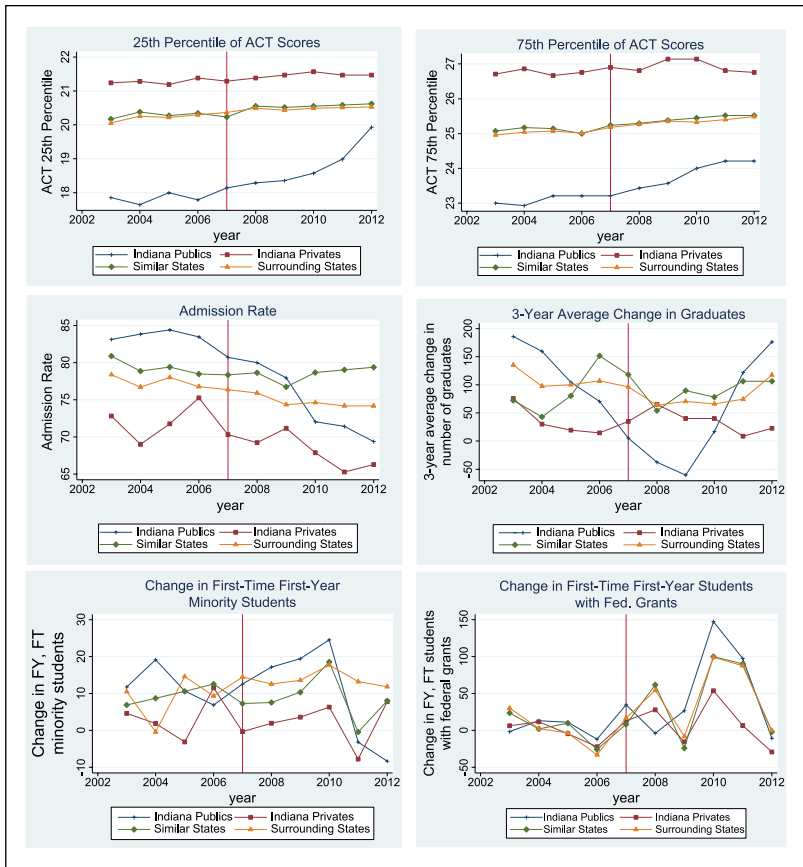 25th Percentile of ACT Scores
ACT 25th Percentile
22
21
20
19
18
2002 2004 2006 2008 2010 2012
year
Indiana Publics Indiana Privates
Similar States Surrounding States
75th Percentile of ACT Scores
ACT 75th Percentile
27
26
25
24
23
2002 2004 2006 2008 2010 2012
year
Indiana Publics Indiana Privates
Similar States Surrounding States
Admission Rate
Admission Rate
85
80
75
70
65
2002 2004 2006 2008 2010 2012
year
Indiana Publics Indiana Privates
Similar States Surrounding States
3-Year Average Change in Graduates
3-year average change in
number of graduates
200
150
100
50
0
-50
2002 2004 2006 2008 2010 2012
year
Indiana Publics Indiana Privates
Similar States Surrounding States
Change in First-Time First-Year
Minority Students
Change in FY, FT
minority students
30
20
10
0
-10
2002 2004 2006 2008 2010 2012
year
Indiana Publics Indiana Privates
Similar States Surrounding States
Change in First-Time First-Year Students
with Fed. Grants
Change in FY, FT students
with federal grants
150
100
50
0
-50
2002 2004 2006 2008 2010 2012
year
Indiana Publics Indiana Privates
Similar States Surrounding States